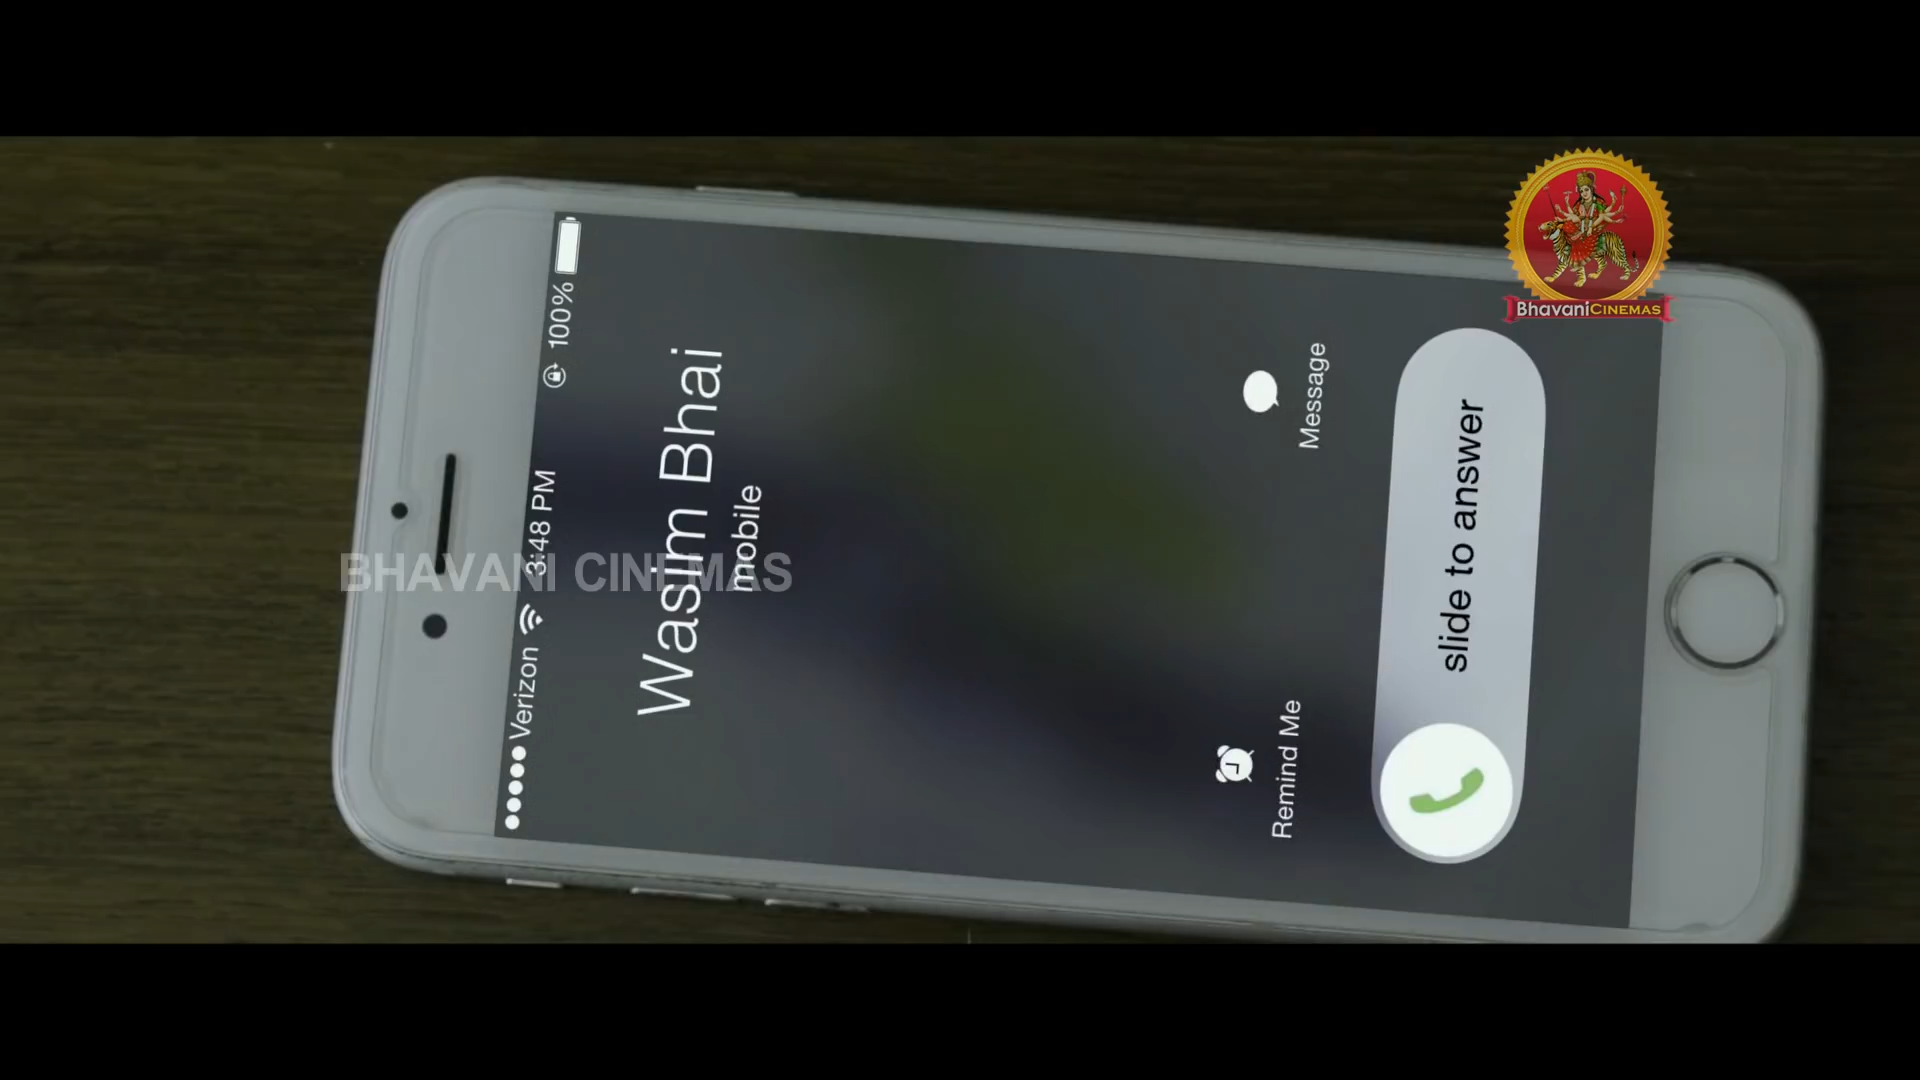 ●●●●● Verizon 3:48 PM 100%
Wasim Bhai
mobile
Remind Me Message
slide to answer
BHAVANI CINEMAS
BhavaniCINEMAS